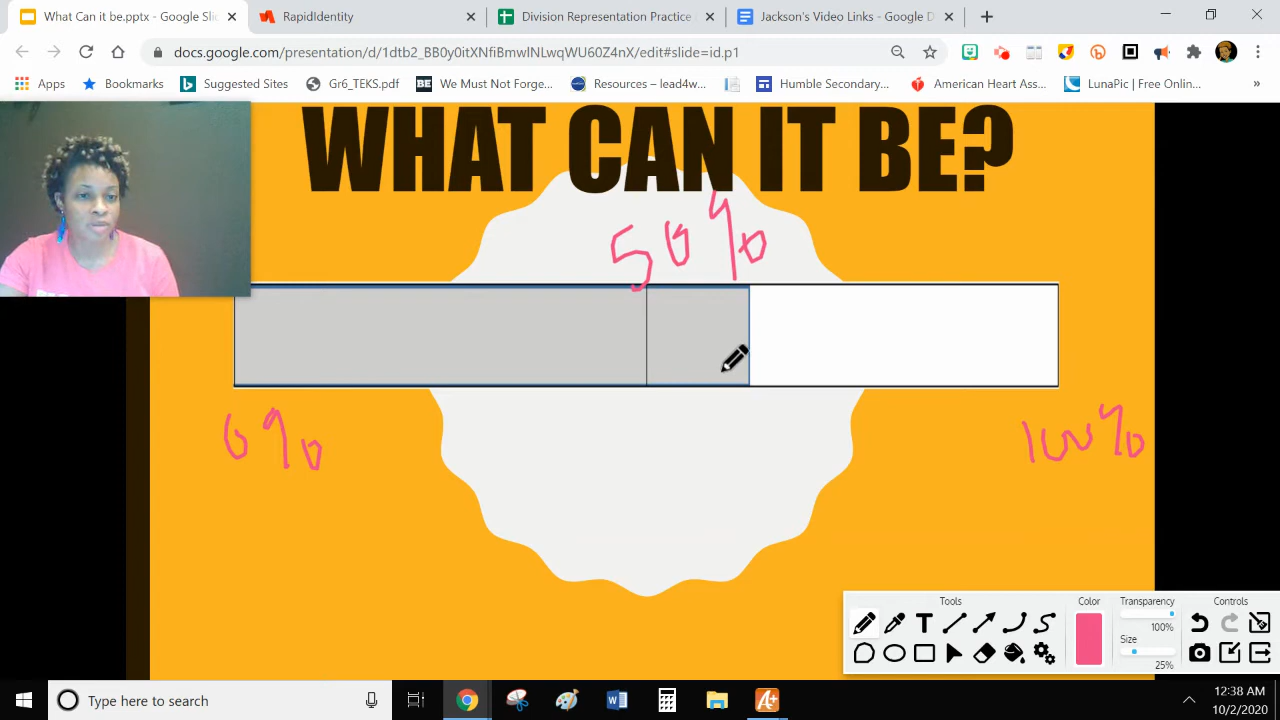 What Can it be.pptx - Google Slid
RapidIdentity
Division Representation Practice (
Jackson's Video Links - Google D
docs.google.com/presentation/d/1dtb2_BB0y0itXNfiBmwlNLwqWU60Z4nX/edit#slide=id.p1
Apps
Bookmarks
Suggested Sites
Gr6_TEKS.pdf
BE
We Must Not Forge...
Resources – lead4w...
Humble Secondary...
American Heart Ass...
LunaPic | Free Onlin...
»
WHAT CAN IT BE?
50%
0%
100%
Tools
Color
Transparency
Controls
100%
Size
25%
T
Type here to search
12:38 AM
10/2/2020